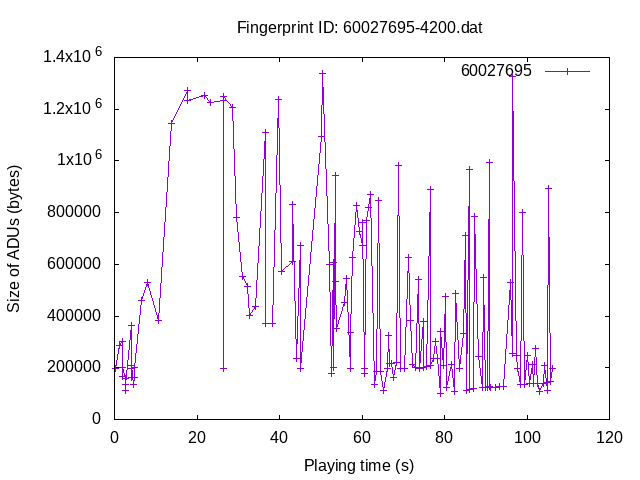 Fingerprint ID: 60027695-4200.dat
60027695
1.4x10^6
1.2x10^6
1x10^6
800000
600000
400000
200000
0
Size of ADUs (bytes)
0 20 40 60 80 100 120
Playing time (s)